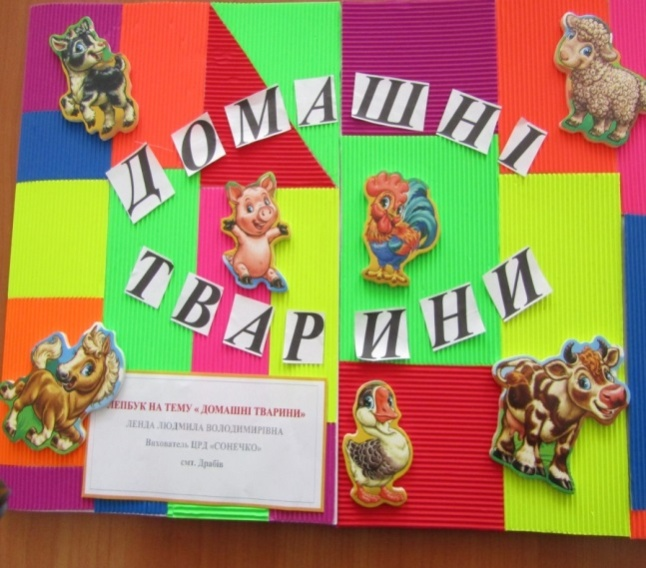 ДОМАШНІ
ТВАРИНИ
ЛЕПБУК НА ТЕМУ « ДОМАШНІ ТВАРИНИ»
ЛЕНДА ЛЮДМИЛА ВОЛОДИМИРІВНА
Вихователь ЦРД «СОНЕЧКО»
смт. Драбів